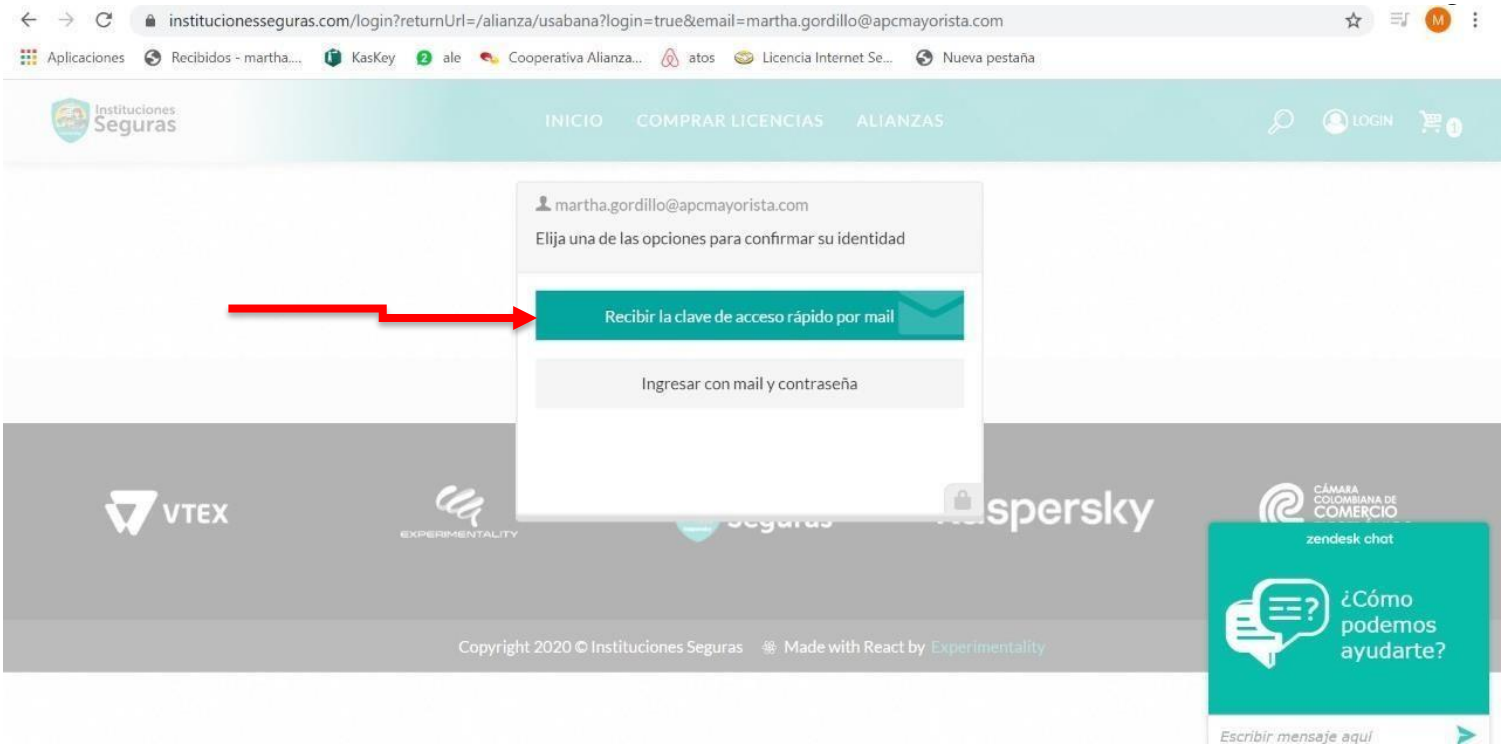 institucionesseguras.com/login?returnUrl=/alianza/usabana?login=true&email=martha.gordillo@apcmayorista.com
M
Aplicaciones Recibidos - martha.... KasKey 2 ale Cooperativa Alianza... atos Licencia Internet Se... Nueva pestaña
Instituciones
Seguras
INICIO COMPRAR LICENCIAS ALIANZAS
LOGIN
1
martha.gordillo@apcmayorista.com
Elija una de las opciones para confirmar su identidad
Recibir la clave de acceso rápido por mail
Ingresar con mail y contraseña
VTEX
EXPERIMENTALITY
Seguras
spersky
CÁMARA
COLOMBIANA DE
COMERCIO
zendesk chat
¿Cómo
podemos
ayudarte?
Copyright 2020 © Instituciones Seguras Made with React by Experimentality
Escribir mensaje aquí